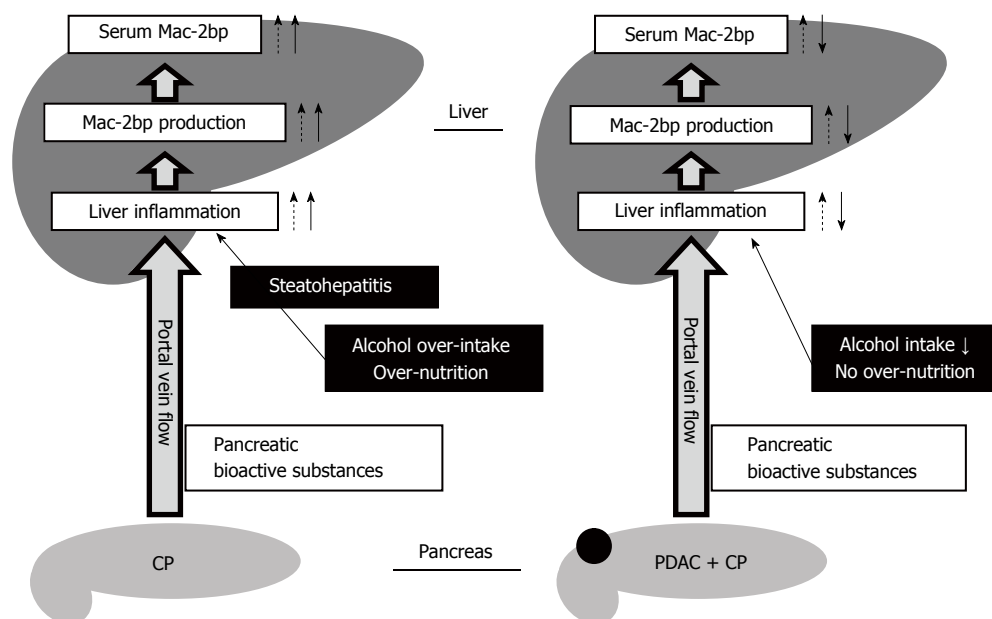 Serum Mac-2bp
Mac-2bp production
Liver inflammation
Steatohepatitis
Alcohol over-intake
Over-nutrition
Portal vein flow
Pancreatic
bioactive substances
CP
Liver
Pancreas
Serum Mac-2bp
Mac-2bp production
Liver inflammation
Alcohol intake ↓
No over-nutrition
Portal vein flow
Pancreatic
bioactive substances
PDAC + CP